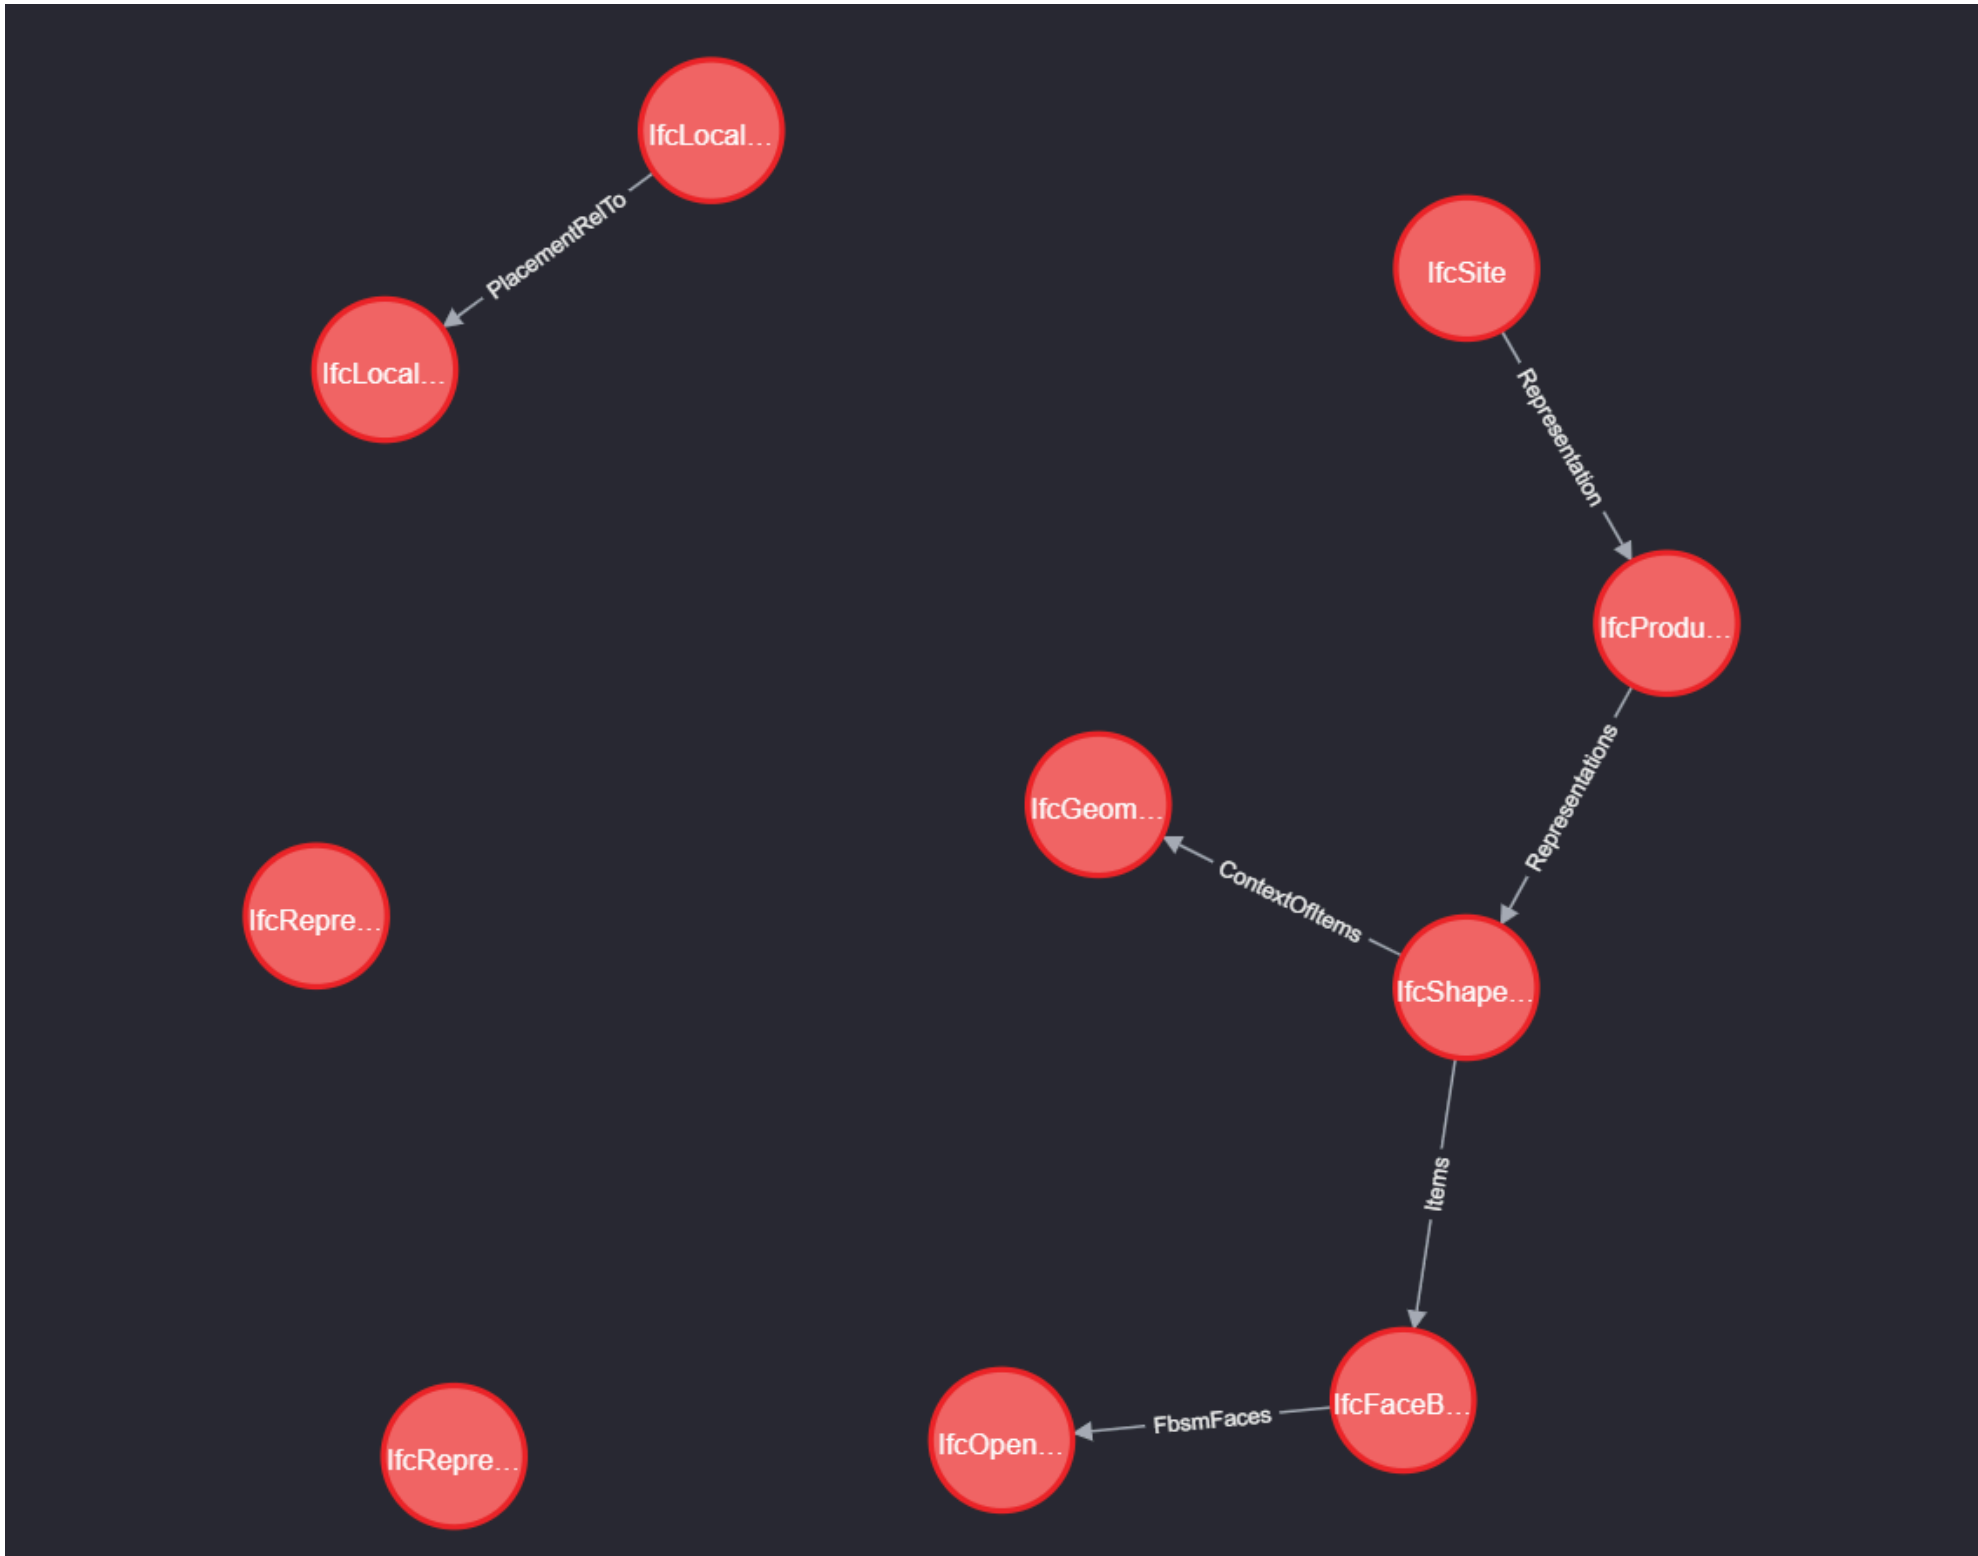 IfcLocal...
PlacementRelTo
IfcLocal...
IfcSite
Representation
IfcProdu...
Representations
IfcGeom...
ContextOfItems
IfcShape...
IfcRepre...
Items
IfcFaceB...
FbsmFaces
IfcOpen...
IfcRepre...